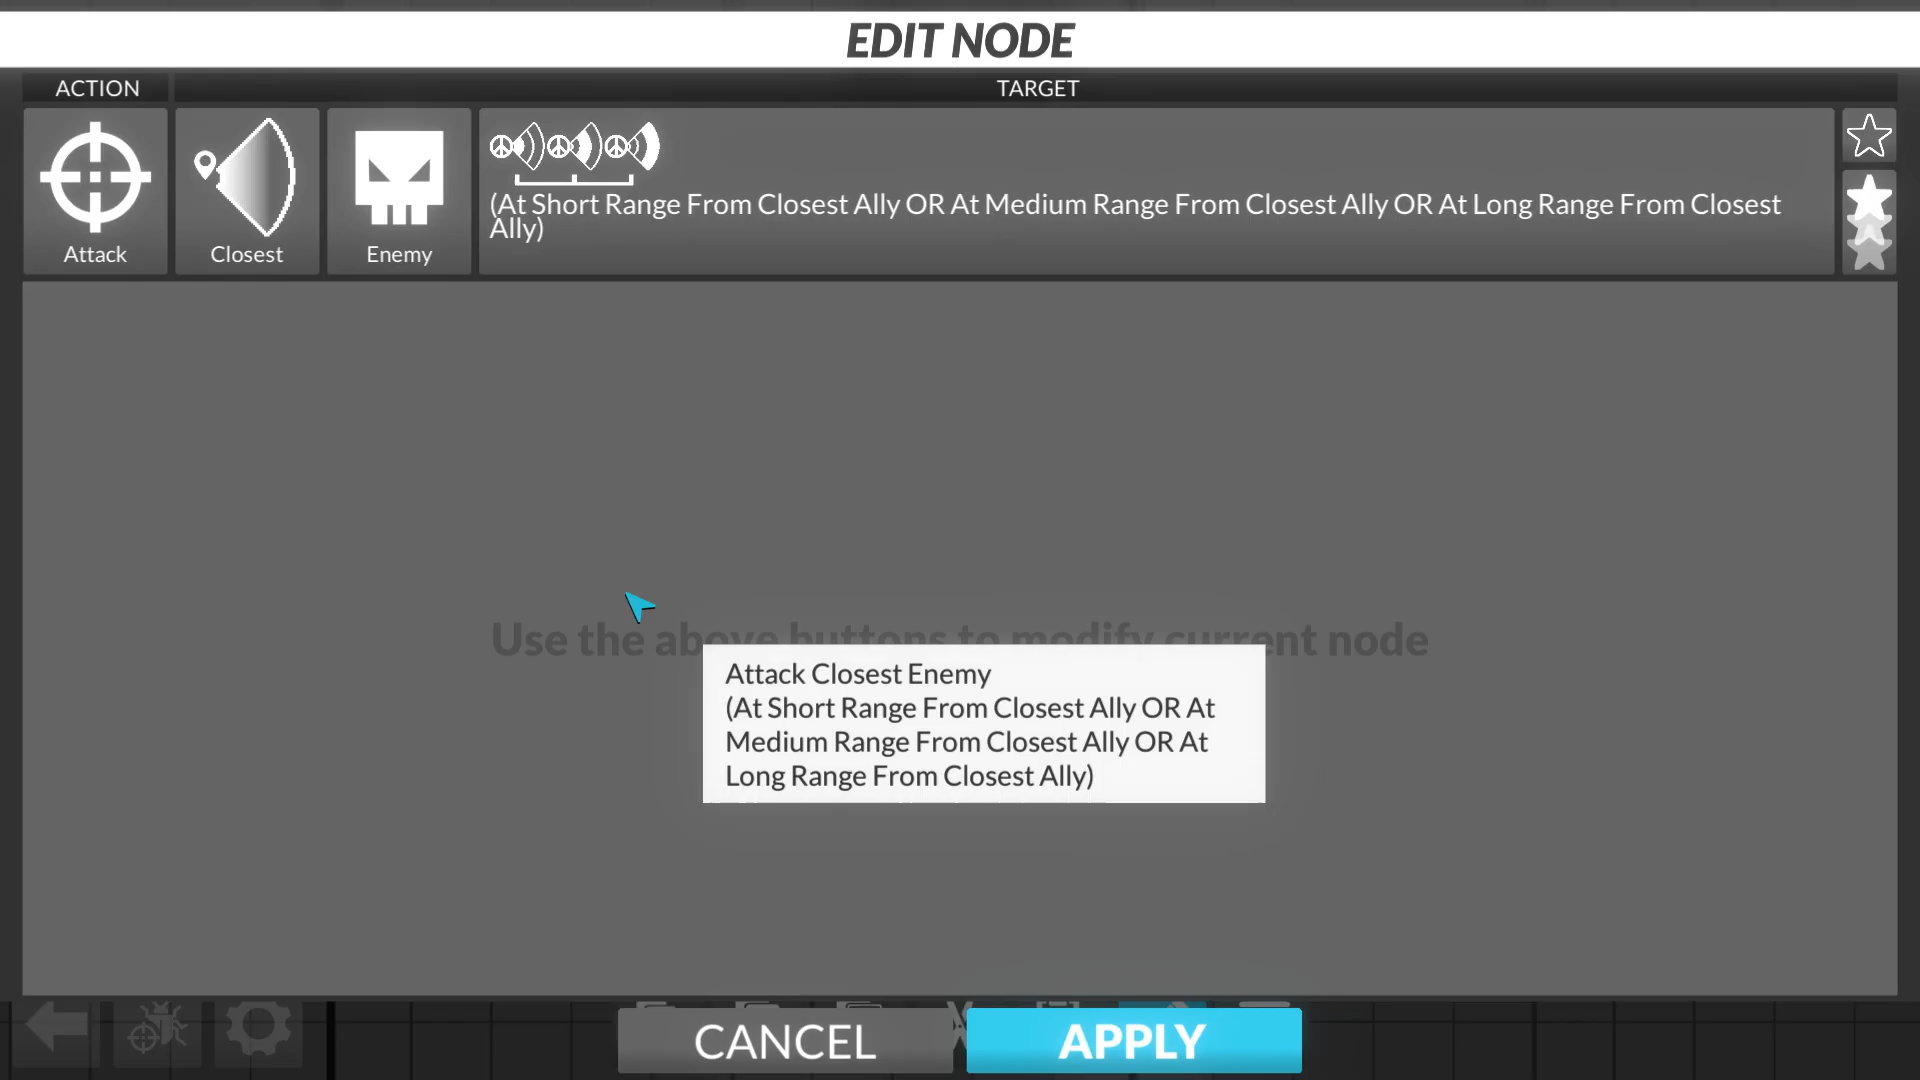 EDIT NODE
ACTION
TARGET
Attack
Closest
Enemy
(At Short Range From Closest Ally OR At Medium Range From Closest Ally OR At Long Range From Closest
Ally)
Use the above buttons to modify current node
Attack Closest Enemy
(At Short Range From Closest Ally OR At
Medium Range From Closest Ally OR At
Long Range From Closest Ally)
CANCEL
APPLY